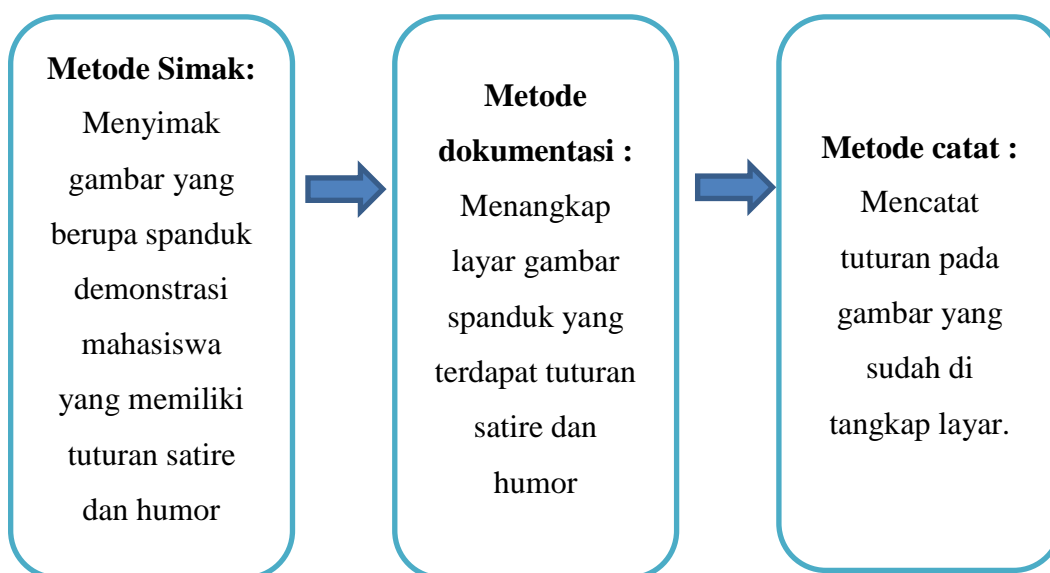 Metode Simak:
Menyimak
gambar yang
berupa spanduk
demonstrasi
mahasiswa
yang memiliki
tuturan satire
dan humor
Metode
dokumentasi :
Menangkap
layar gambar
spanduk yang
terdapat tuturan
satire dan
humor
Metode catat :
Mencatat
tuturan pada
gambar yang
sudah di
tangkap layar.